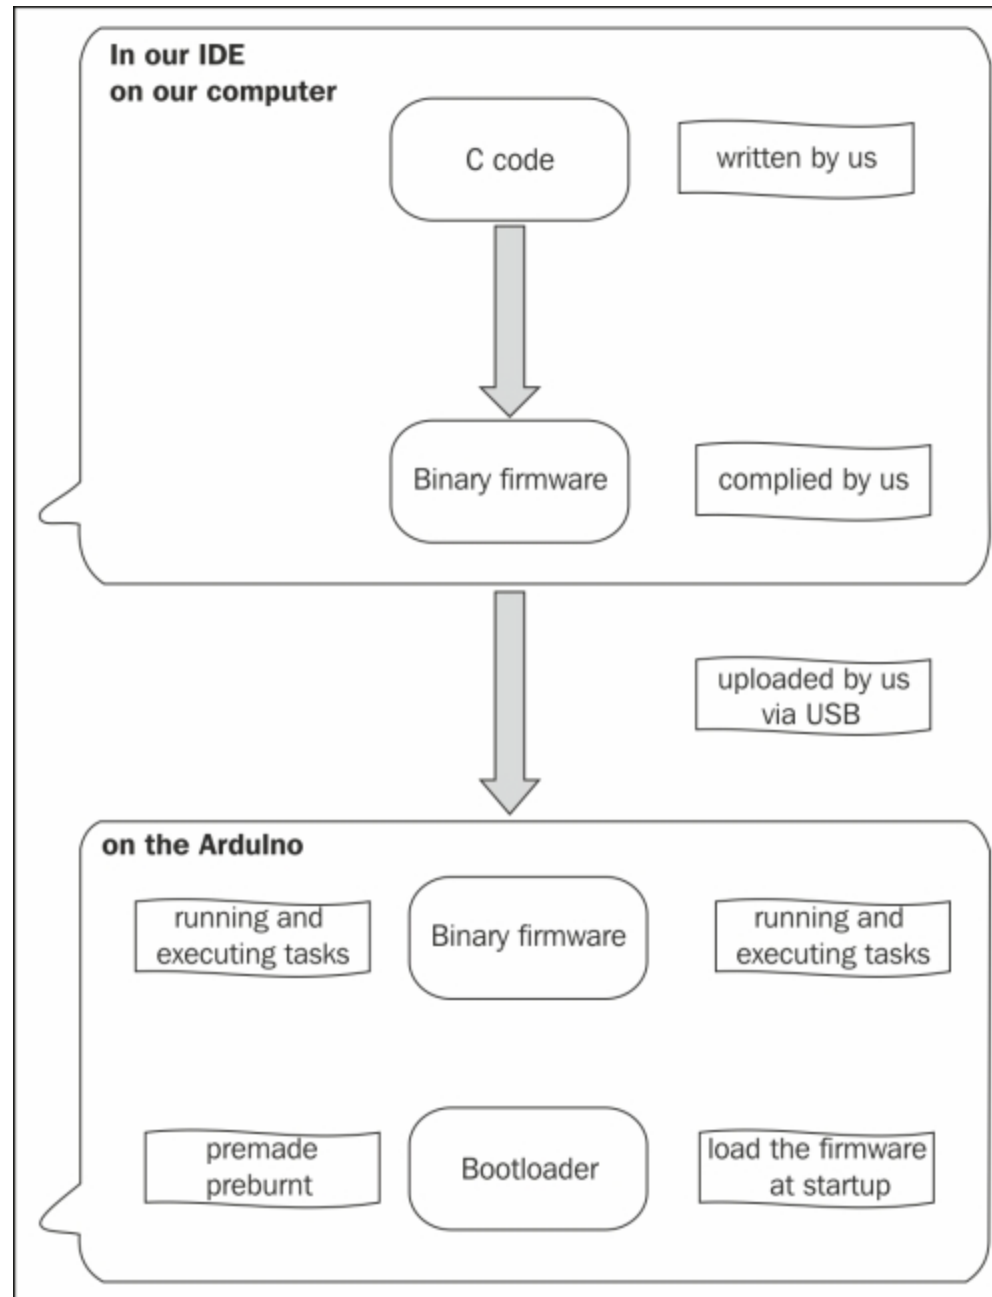 In our IDE
on our computer
C code
written by us
Binary firmware
complied by us
uploaded by us
via USB
on the Arduino
running and
executing tasks
Binary firmware
running and
executing tasks
premade
preburnt
Bootloader
load the firmware
at startup